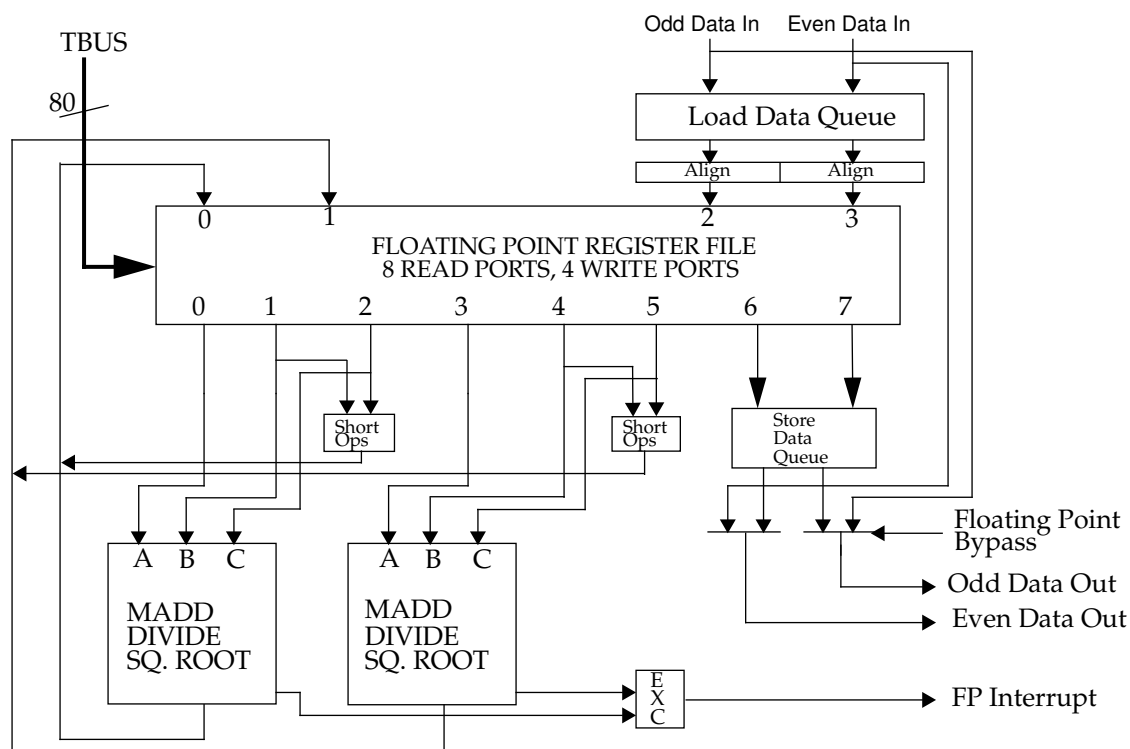 Odd Data In
Even Data In
TBUS
80
Load Data Queue
Align
Align
0
1
2
3
FLOATING POINT REGISTER FILE
8 READ PORTS, 4 WRITE PORTS
0
1
2
3
4
5
6
7
Short
Ops
Short
Ops
Store
Data
Queue
Floating Point
Bypass
A
B
C
A
B
C
Odd Data Out
MADD
DIVIDE
SQ. ROOT
MADD
DIVIDE
SQ. ROOT
Even Data Out
E
X
C
FP Interrupt